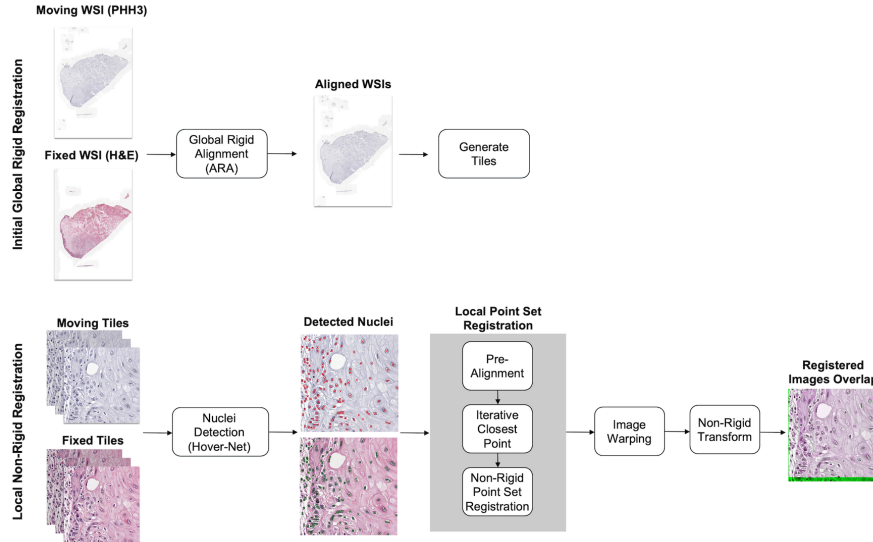 Moving WSI (PHH3)
Initial Global Rigid Registration
Aligned WSIs
Global Rigid
Alignment
(ARA)
Generate
Tiles
Fixed WSI (H&E)
Local Non-Rigid Registration
Moving Tiles
Detected Nuclei
Local Point Set
Registration
Pre-
Alignment
Registered
Images Overlap
Nuclei
Detection
(Hover-Net)
Iterative
Closest
Point
Image
Warping
Non-Rigid
Transform
Fixed Tiles
Non-Rigid
Point Set
Registration